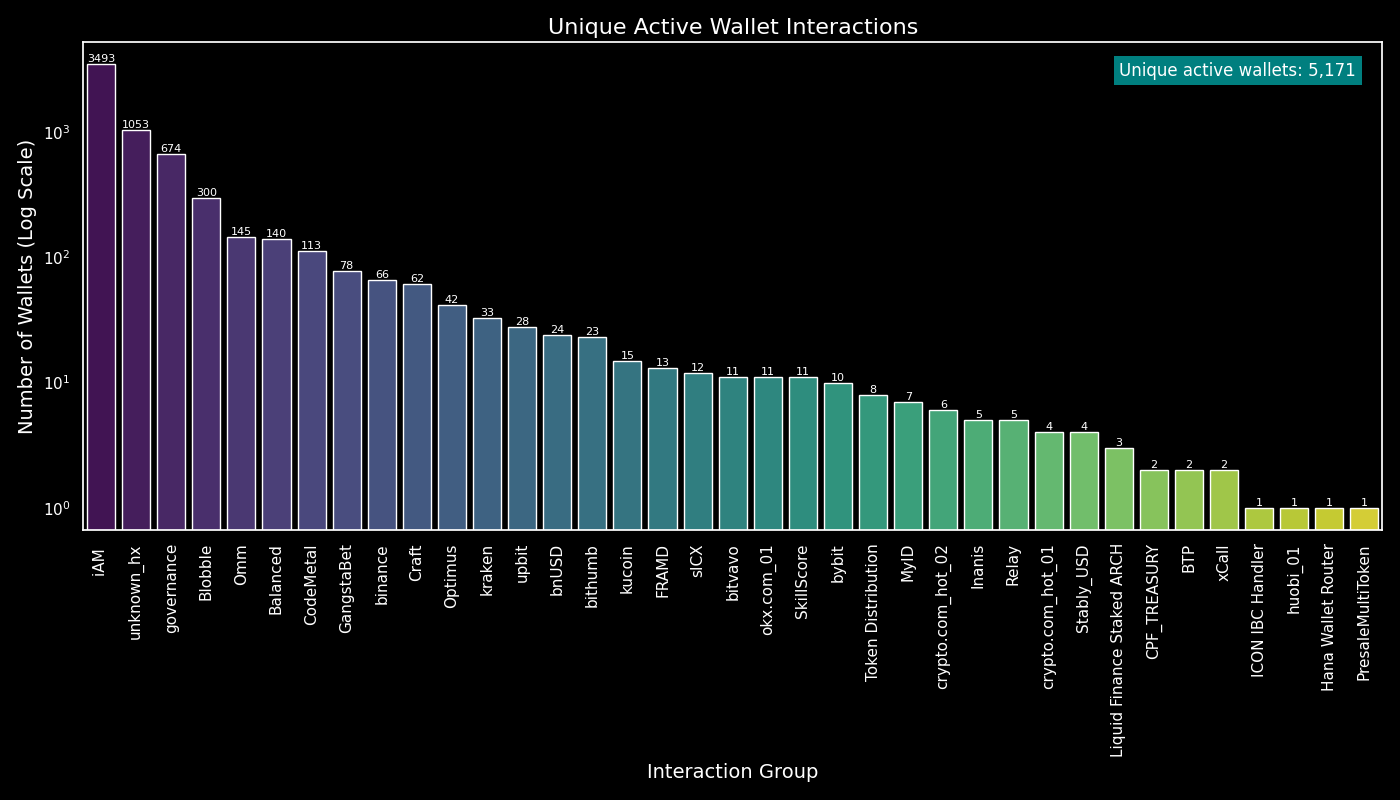 Unique Active Wallet Interactions
Unique active wallets: 5,171
Number of Wallets (Log Scale)
10³
10²
10¹
10⁰
3493
1053
674
300
145
140
113
78
66
62
42
33
28
24
23
15
13
12
11
11
11
10
8
7
6
5
5
4
4
3
2
2
2
1
1
1
1
iAM
unknown_hx
governance
Blobble
Omm
Balanced
CodeMetal
GangstaBet
binance
Craft
Optimus
kraken
upbit
bnUSD
bithumb
kucoin
FRAMD
sICX
bitvavo
okx.com_01
SkillScore
bybit
Token Distribution
MyID
crypto.com_hot_02
Inanis
Relay
crypto.com_hot_01
Stably_USD
Liquid Finance Staked ARCH
CPF_TREASURY
BTP
xCall
ICON IBC Handler
huobi_01
Hana Wallet Router
PresaleMultiToken
Interaction Group